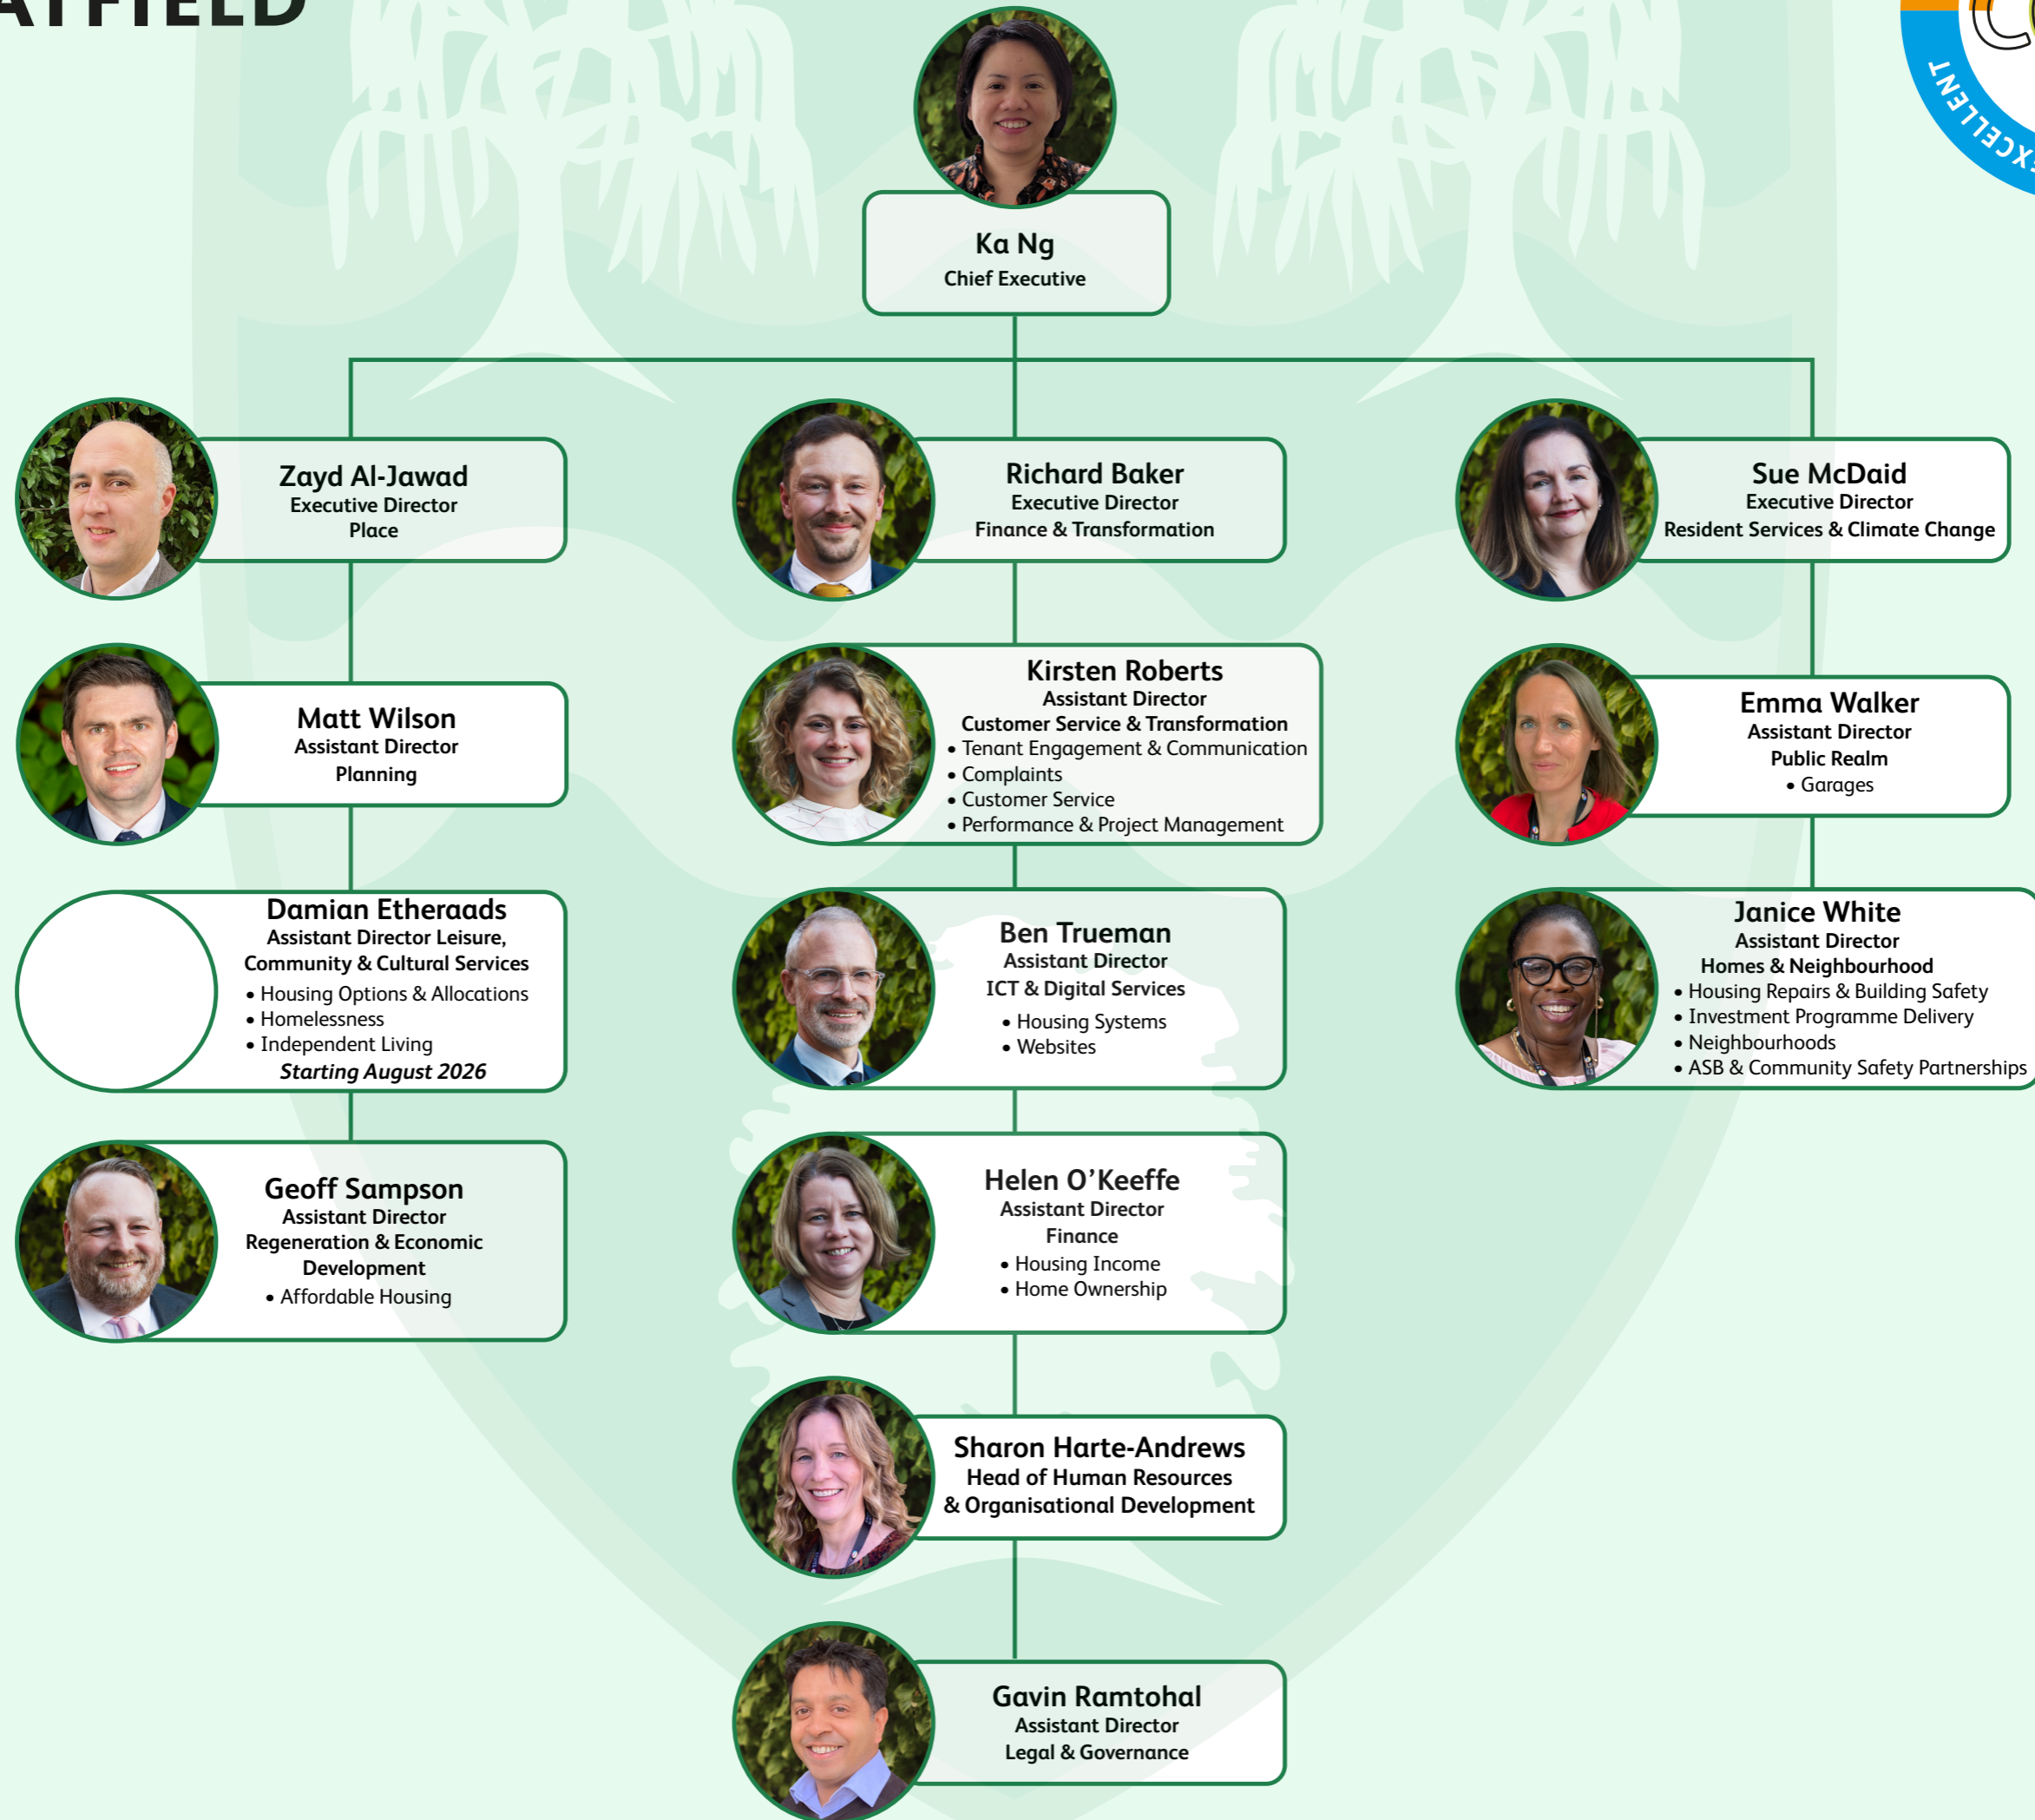 EXCELLENT
Ka Ng
Chief Executive
Zayd Al-Jawad
Executive Director
Place
Richard Baker
Executive Director
Finance & Transformation
Sue McDaid
Executive Director
Resident Services & Climate Change
Matt Wilson
Assistant Director
Planning
Kirsten Roberts
Assistant Director
Customer Service & Transformation
• Tenant Engagement & Communication
• Complaints
• Customer Service
• Performance & Project Management
Emma Walker
Assistant Director
Public Realm
• Garages
Damian Etheraads
Assistant Director Leisure,
Community & Cultural Services
• Housing Options & Allocations
• Homelessness
• Independent Living
Starting August 2026
Ben Trueman
Assistant Director
ICT & Digital Services
• Housing Systems
• Websites
Janice White
Assistant Director
Homes & Neighbourhood
• Housing Repairs & Building Safety
• Investment Programme Delivery
• Neighbourhoods
• ASB & Community Safety Partnerships
Geoff Sampson
Assistant Director
Regeneration & Economic
Development
• Affordable Housing
Helen O’Keeffe
Assistant Director
Finance
• Housing Income
• Home Ownership
Sharon Harte-Andrews
Head of Human Resources
& Organisational Development
Gavin Ramtohal
Assistant Director
Legal & Governance